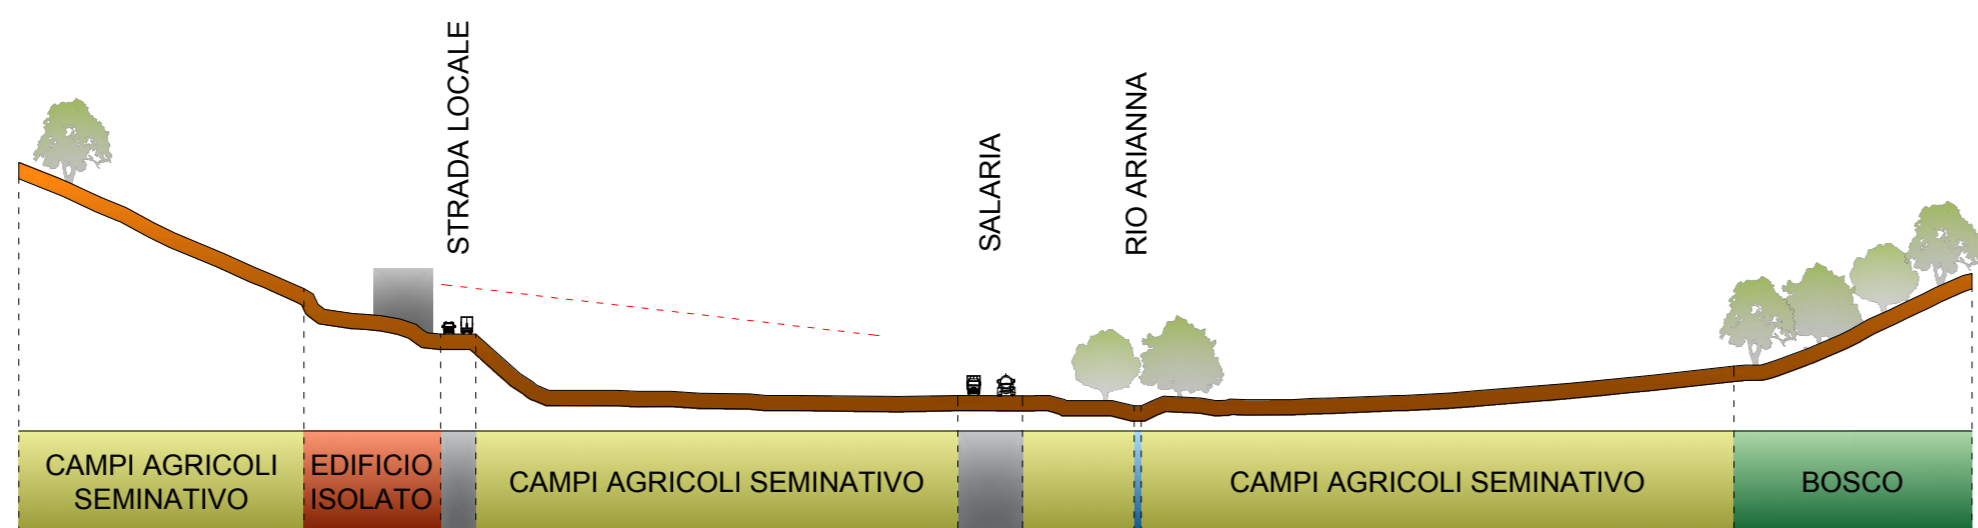 STRADA LOCALE
SALARIA
RIO ARIANNA
CAMPI AGRICOLI
SEMINATIVO
EDIFICIO
ISOLATO
CAMPI AGRICOLI SEMINATIVO
CAMPI AGRICOLI SEMINATIVO
BOSCO